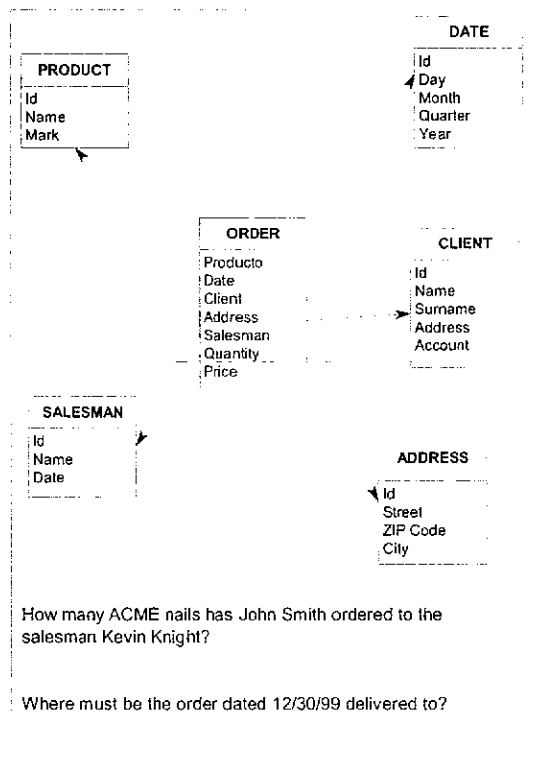 DATE
Id
Day
Month
Quarter
Year
PRODUCT
Id
Name
Mark
ORDER
Producto
Date
Client
Address
Salesman
Quantity
Price
CLIENT
Id
Name
Surname
Address
Account
SALESMAN
Id
Name
Date
ADDRESS
Id
Street
ZIP Code
City
How many ACME nails has John Smith ordered to the
salesman Kevin Knight?
Where must be the order dated 12/30/99 delivered to?